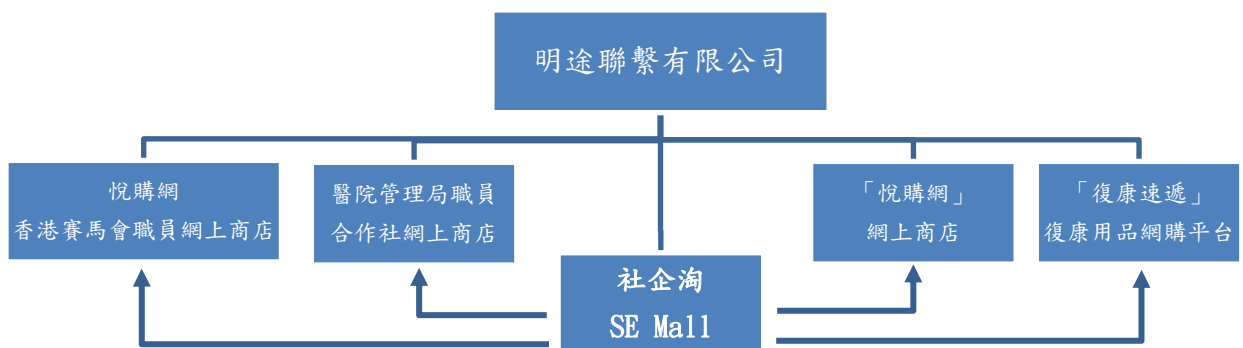 明途聯繫有限公司
悅購網
香港賽馬會職員網上商店
醫院管理局職員
合作社網上商店
「悅購網」
網上商店
「復康速遞」
復康用品網購平台
社企淘
SE Mall